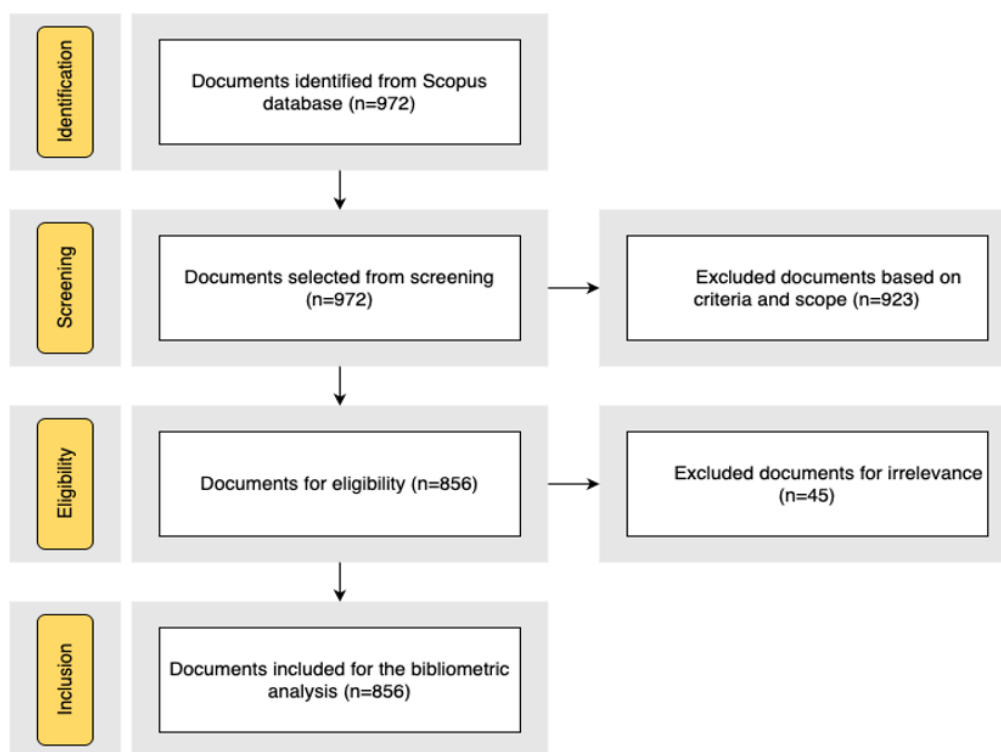 Identification
Documents identified from Scopus
database (n=972)
Screening
Documents selected from screening
(n=972)
Excluded documents based on
criteria and scope (n=923)
Eligibility
Documents for eligibility (n=856)
Excluded documents for irrelevance
(n=45)
Inclusion
Documents included for the bibliometric
analysis (n=856)